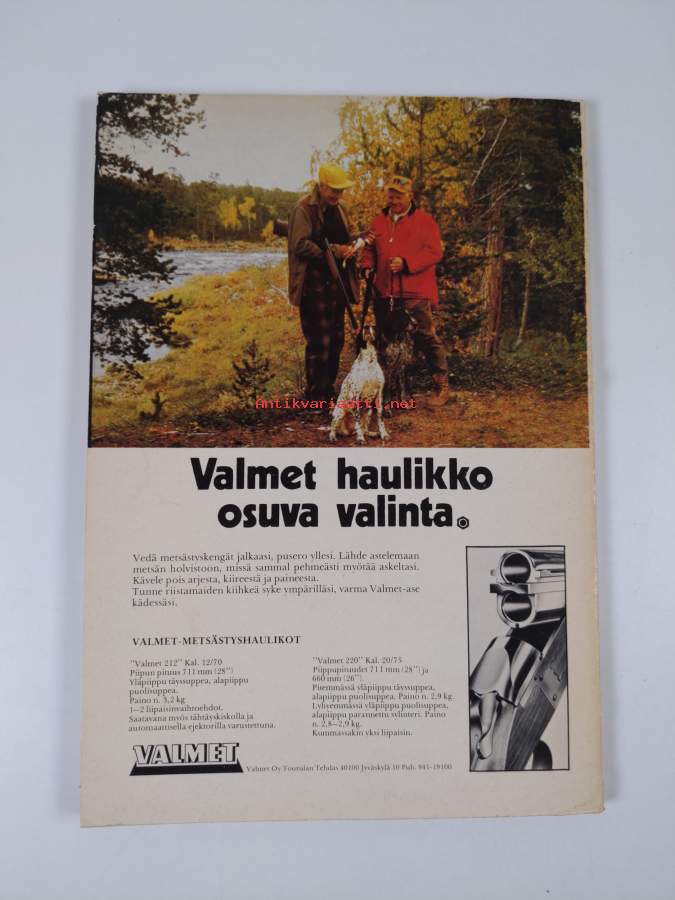 Antikvariaatti.net
Valmet haulikko
osuva valinta.
Vedä metsästyskengät jalkaasi, pusero yllesi. Lähde astelemaan
metsän holvistoon, missä sammal pehmeästi myötää askeltasi.
Kävele pois arjesta, kiireestä ja paineesta.
Tunne riistamaiden kiihkeä syke ympärilläsi, varma Valmet-ase
kädessäsi.
VALMET-METSÄSTYSHAULIKOT
"Valmet 212" Kal. 12/70
Piipun pituus 711 mm (28")
Yläpiippu täyssuppea, alapiippu
puolisuppea.
Paino n. 3,2 kg
1–2 liipaisinvaihtoehdot.
Saatavana myös tähtäyskiskolla ja
automaattisella ejektorilla varustettuna.
"Valmet 220" Kal. 20/75
Piippupituudet 711 mm (28") ja
660 mm (26").
Pitemmässä yläpiippu täyssuppea,
alapiippu puolisuppea. Paino n. 2,9 kg.
Lyhyemmässä yläpiippu puolisuppea,
alapiippu parannettu sylinteri. Paino
n. 2,8–2,9 kg.
Kummassakin yksi liipaisin.
VALMET
Valmet Oy Tourulan Tehdas 40100 Jyväskylä 10 Puh. 941-19100